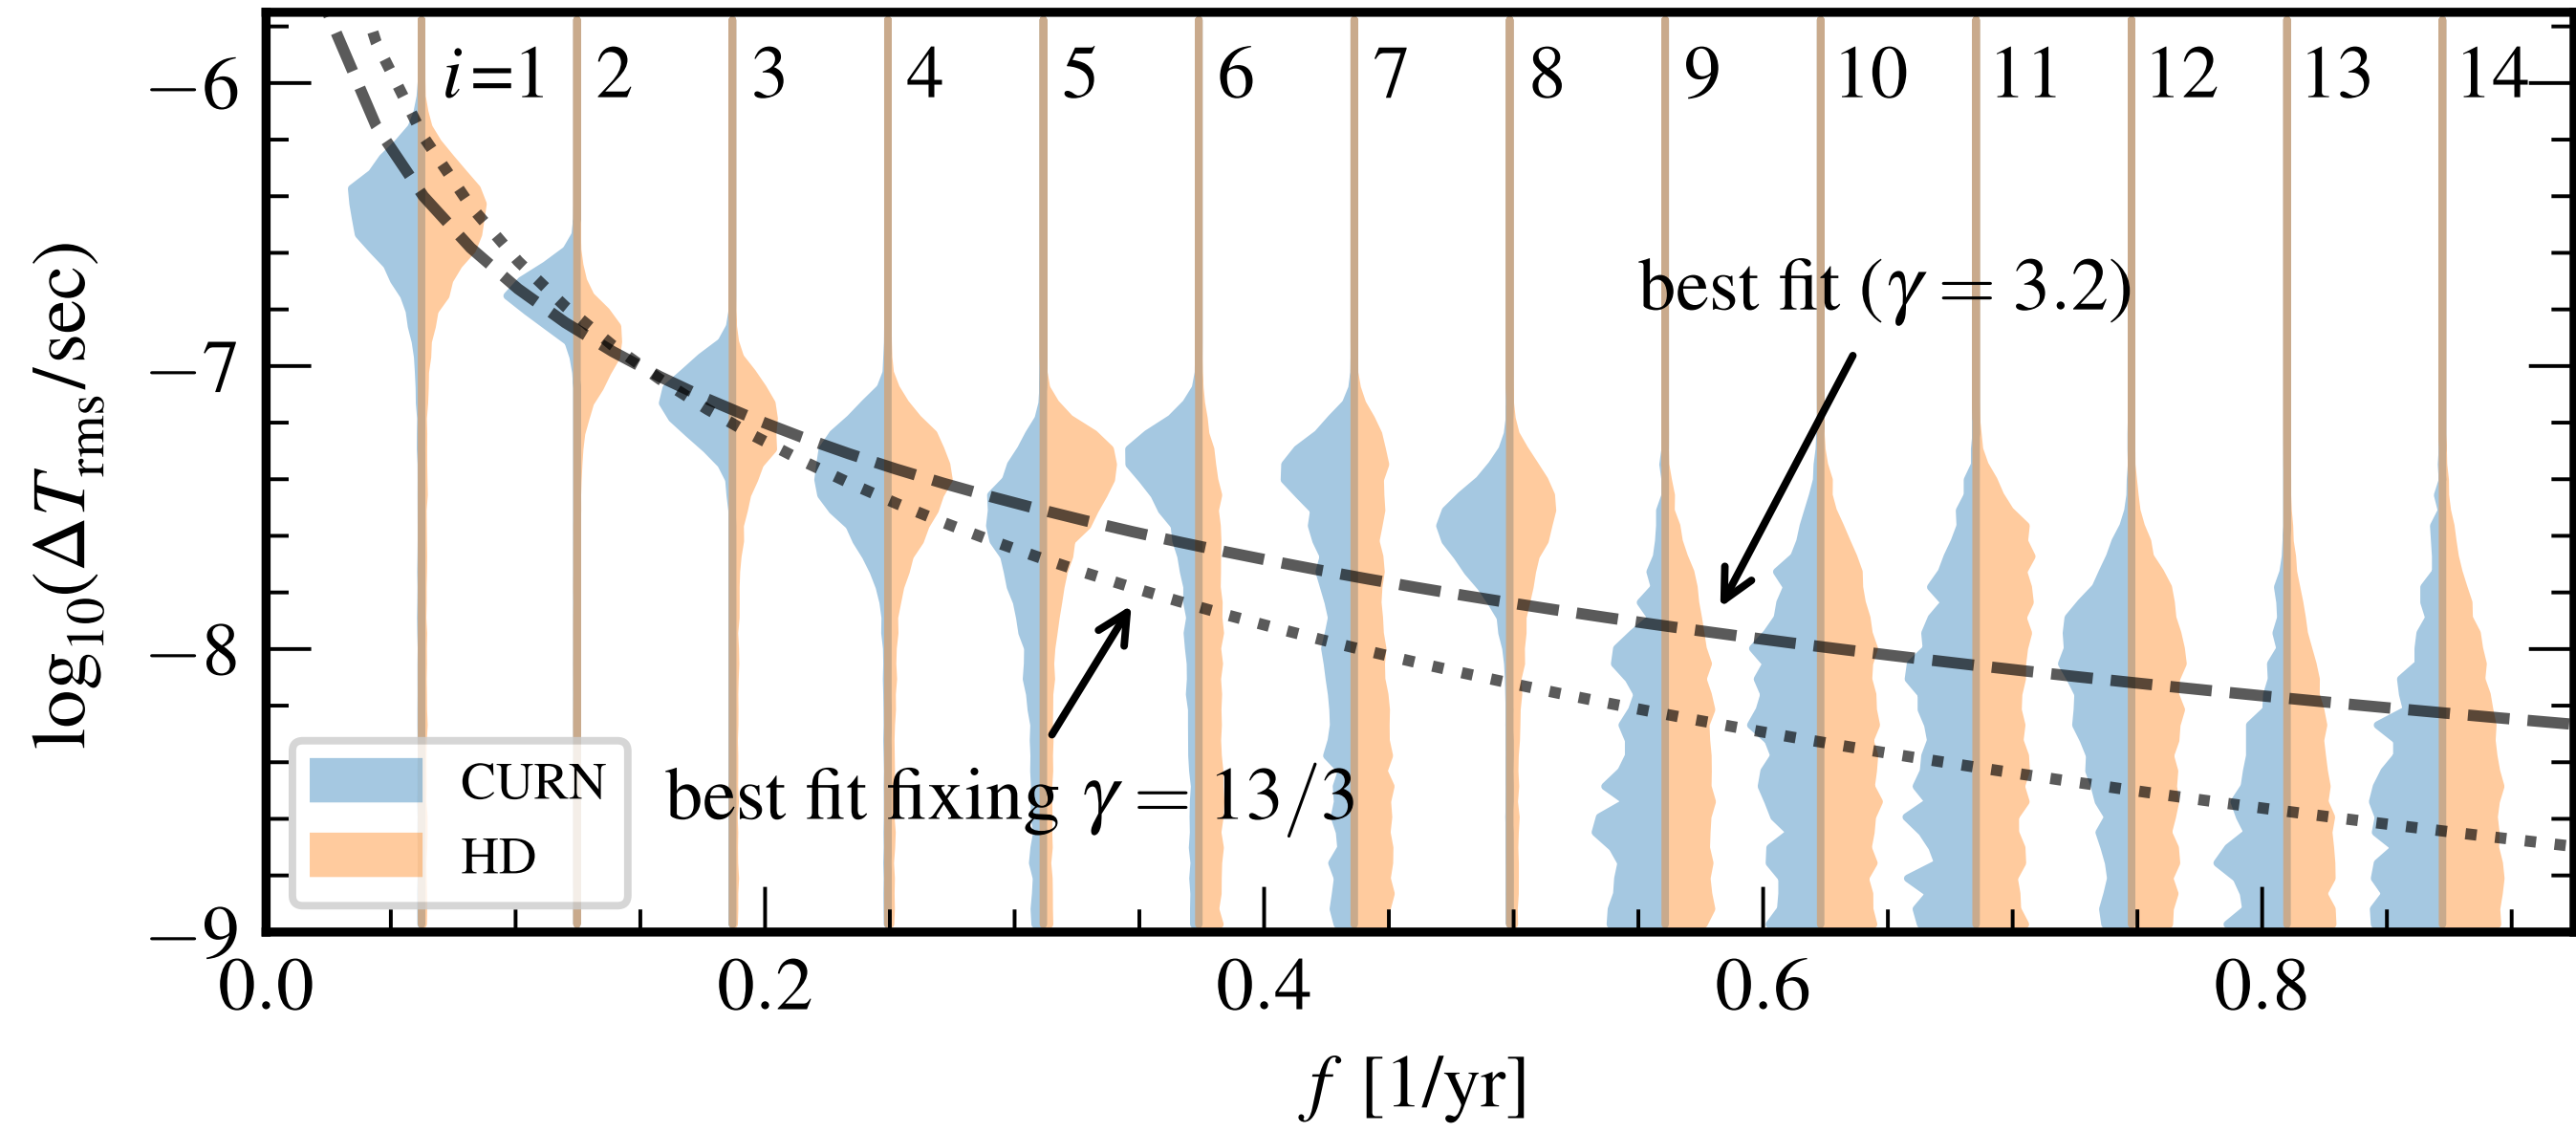 log₁₀(ΔT_rms/sec)
−6
−7
−8
−9
i=1 2 3 4 5 6 7 8 9 10 11 12 13 14
best fit (γ = 3.2)
best fit fixing γ = 13/3
CURN
HD
0.0 0.2 0.4 0.6 0.8
f [1/yr]